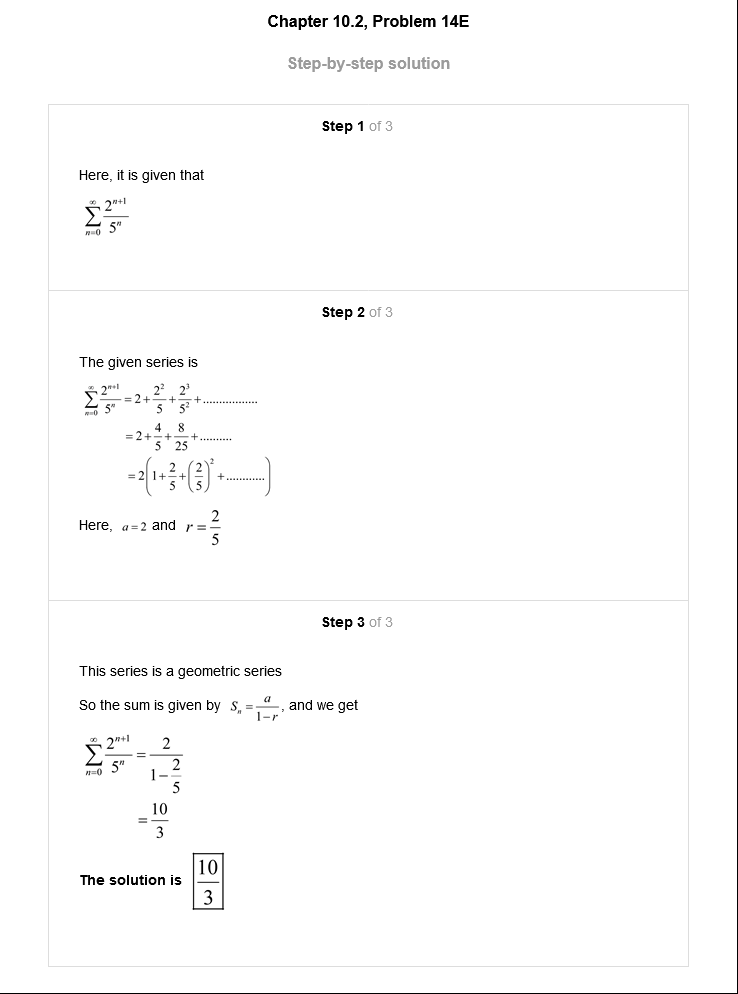 Chapter 10.2, Problem 14E
Step-by-step solution
Step 1 of 3
Here, it is given that
$\sum_{n=0}^{\infty} \frac{2^{n+1}}{5^n}$
Step 2 of 3
The given series is
$\sum_{n=0}^{\infty} \frac{2^{n+1}}{5^n} = 2 + \frac{2^2}{5} + \frac{2^3}{5^2} + .................$
$= 2 + \frac{4}{5} + \frac{8}{25} + ..........$
$= 2\left(1 + \frac{2}{5} + \left(\frac{2}{5}\right)^2 + ............\right)$
Here, $a = 2$ and $r = \frac{2}{5}$
Step 3 of 3
This series is a geometric series
So the sum is given by $S_n = \frac{a}{1-r}$, and we get
$\sum_{n=0}^{\infty} \frac{2^{n+1}}{5^n} = \frac{2}{1 - \frac{2}{5}}$
$= \frac{10}{3}$
The solution is $\boxed{\frac{10}{3}}$